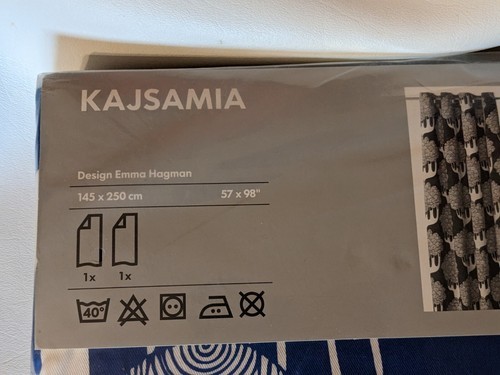 KAJSAMIA
Design Emma Hagman
145 x 250 cm 57 x 98"
1x 1x
40°